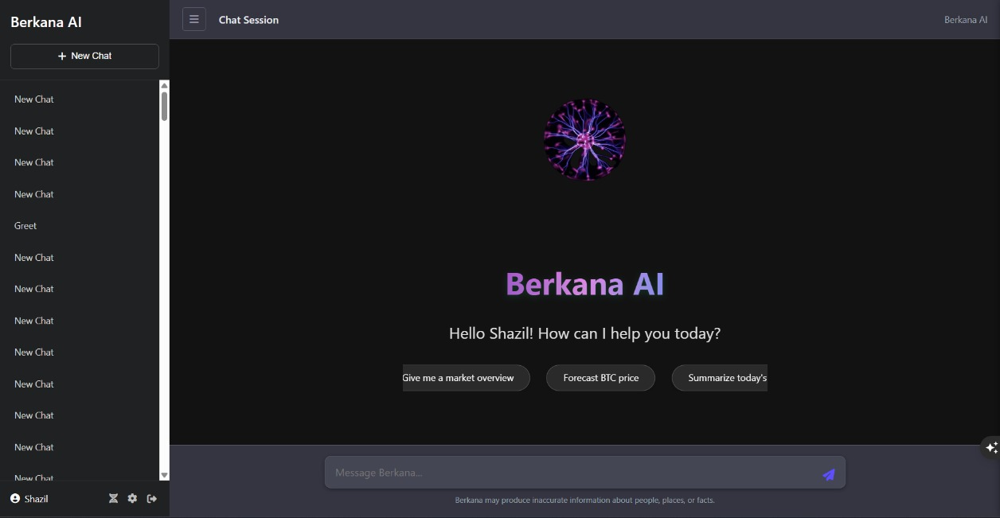 Berkana AI
+ New Chat
New Chat
New Chat
New Chat
New Chat
Greet
New Chat
New Chat
New Chat
New Chat
New Chat
New Chat
New Chat
New Chat
Shazil
Chat Session
Berkana AI
Berkana AI
Hello Shazil! How can I help you today?
Give me a market overview
Forecast BTC price
Summarize today's
Message Berkana...
Berkana may produce inaccurate information about people, places, or facts.